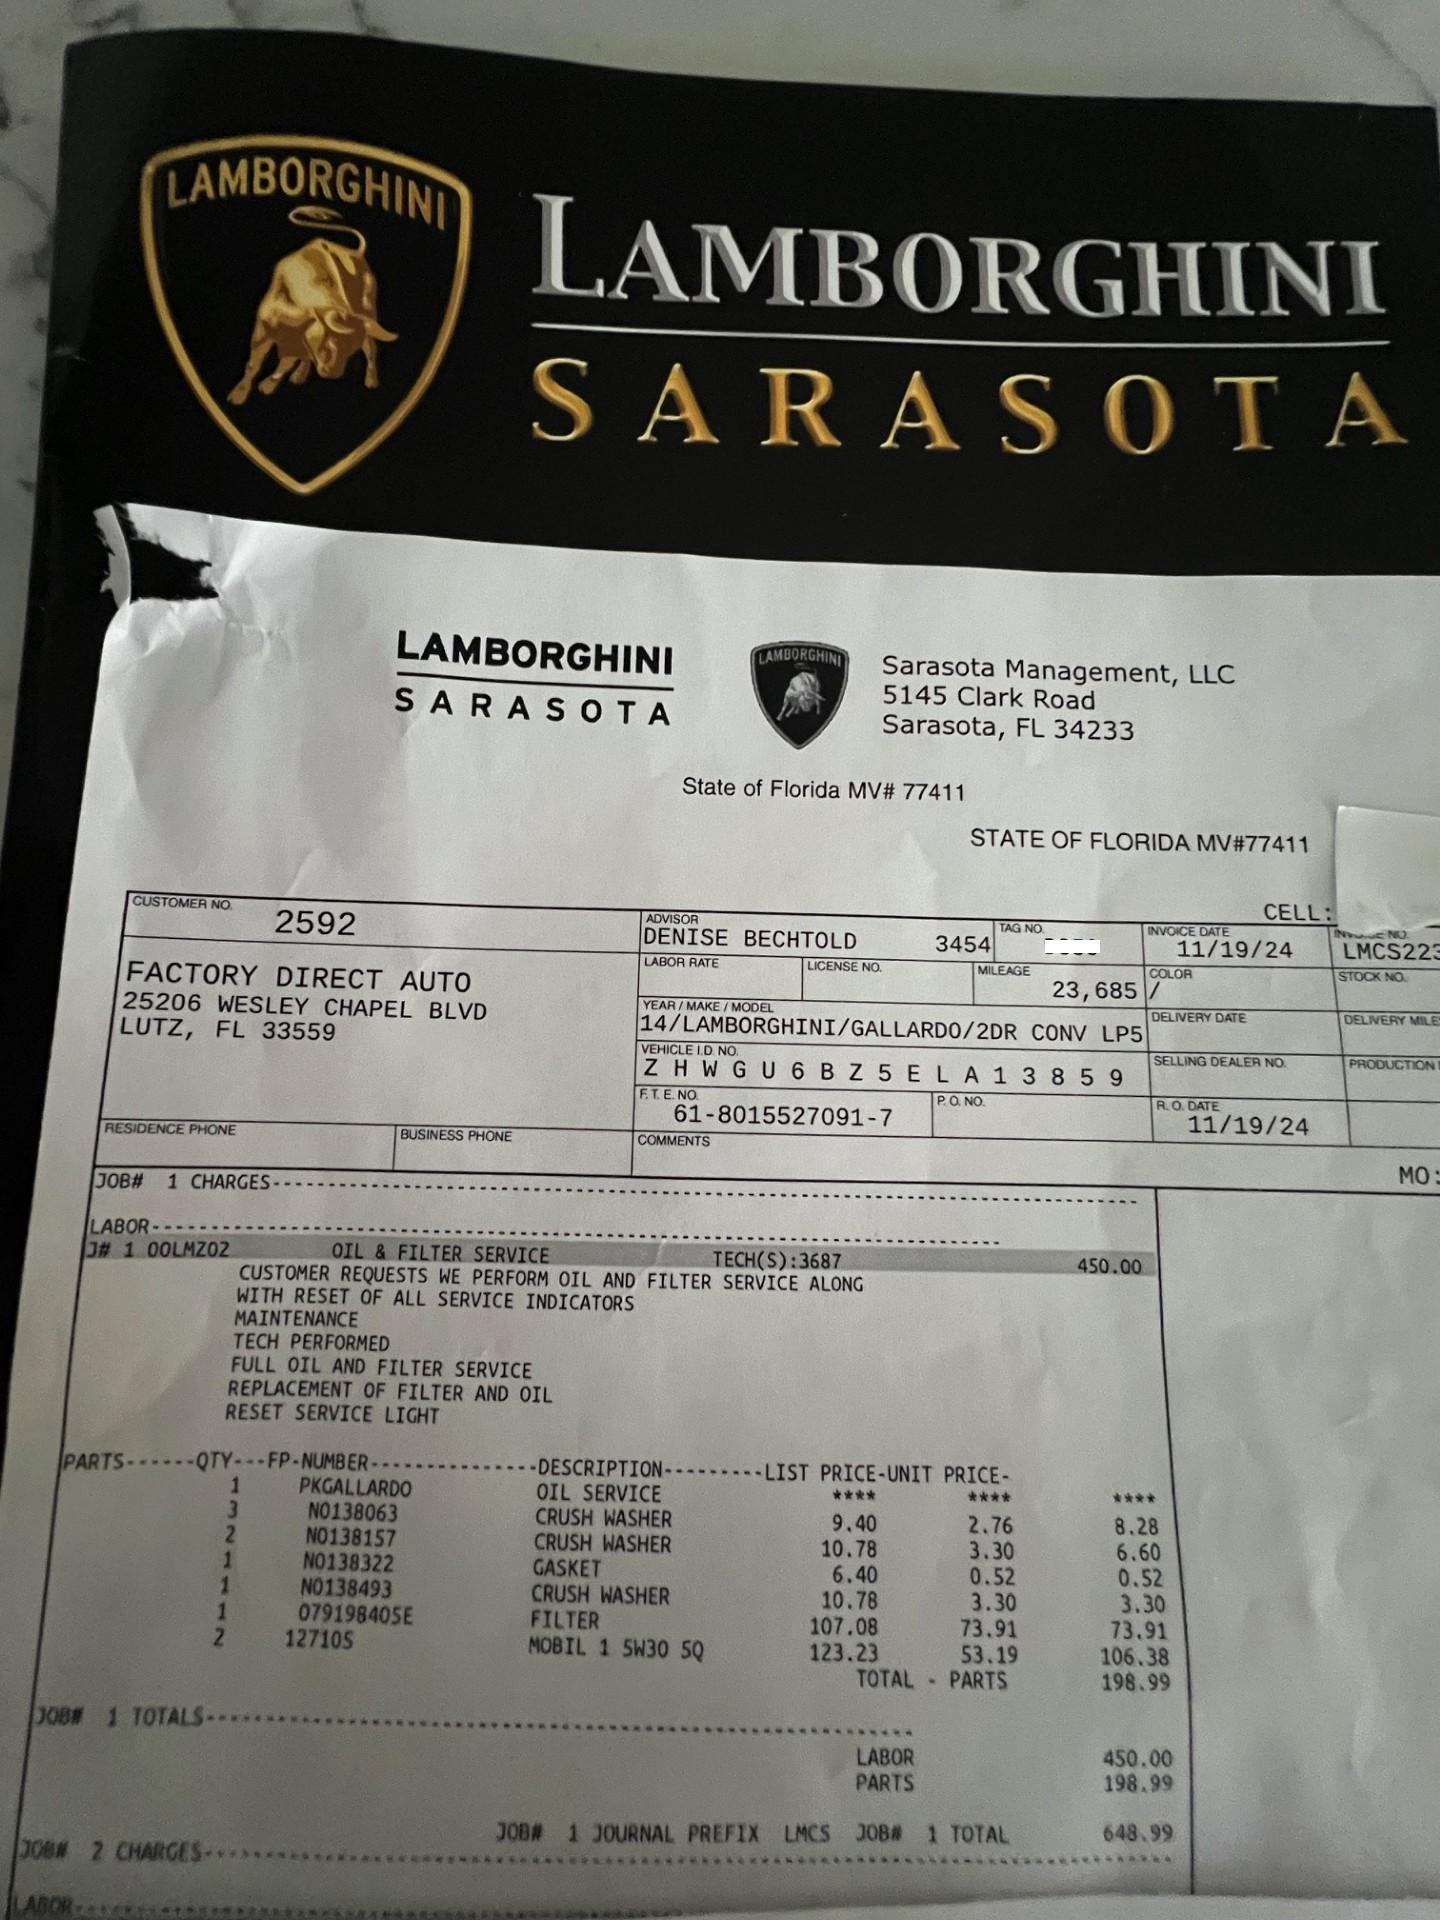 LAMBORGHINI
LAMBORGHINI
SARASOTA
LAMBORGHINI
SARASOTA
LAMBORGHINI
Sarasota Management, LLC
5145 Clark Road
Sarasota, FL 34233
State of Florida MV# 77411
STATE OF FLORIDA MV#77411
CELL:
CUSTOMER NO. 2592
ADVISOR DENISE BECHTOLD 3454
TAG NO.
INVOICE DATE 11/19/24
LMCS223
FACTORY DIRECT AUTO
25206 WESLEY CHAPEL BLVD
LUTZ, FL 33559
LABOR RATE
LICENSE NO.
MILEAGE 23,685
COLOR /
STOCK NO.
YEAR / MAKE / MODEL
14/LAMBORGHINI/GALLARDO/2DR CONV LP5
DELIVERY DATE
DELIVERY MILE
VEHICLE I.D. NO.
Z H W G U 6 B Z 5 E L A 1 3 8 5 9
SELLING DEALER NO.
PRODUCTION
F. T. E. NO. 61-8015527091-7
P. O. NO.
R. O. DATE 11/19/24
RESIDENCE PHONE
BUSINESS PHONE
COMMENTS
MO:
JOB# 1 CHARGES
LABOR
J# 1 00LMZ02 OIL & FILTER SERVICE TECH(S):3687 450.00
CUSTOMER REQUESTS WE PERFORM OIL AND FILTER SERVICE ALONG
WITH RESET OF ALL SERVICE INDICATORS
MAINTENANCE
TECH PERFORMED
FULL OIL AND FILTER SERVICE
REPLACEMENT OF FILTER AND OIL
RESET SERVICE LIGHT
PARTS------QTY---FP-NUMBER----------------DESCRIPTION---------LIST PRICE-UNIT PRICE-
1 PKGALLARDO OIL SERVICE **** **** ****
3 N0138063 CRUSH WASHER 9.40 2.76 8.28
2 N0138157 CRUSH WASHER 10.78 3.30 6.60
1 N0138322 GASKET 6.40 0.52 0.52
1 N0138493 CRUSH WASHER 10.78 3.30 3.30
1 079198405E FILTER 107.08 73.91 73.91
2 127105 MOBIL 1 5W30 5Q 123.23 53.19 106.38
TOTAL - PARTS 198.99
JOB# 1 TOTALS
LABOR 450.00
PARTS 198.99
JOB# 1 JOURNAL PREFIX LMCS JOB# 1 TOTAL 648.99
JOB# 2 CHARGES
LABOR